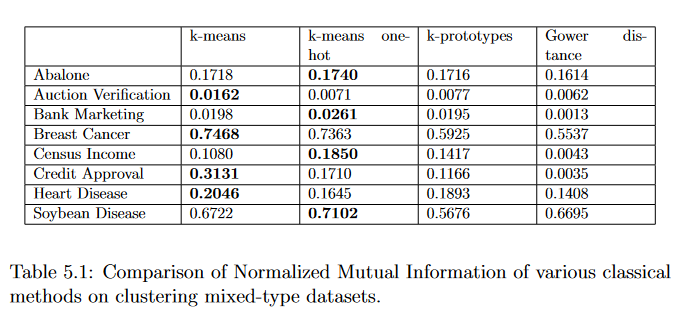 k-means k-means one- k-prototypes Gower dis-
hot tance
Abalone 0.1718 0.1740 0.1716 0.1614
Auction Verification 0.0162 0.0071 0.0077 0.0062
Bank Marketing 0.0198 0.0261 0.0195 0.0013
Breast Cancer 0.7468 0.7363 0.5925 0.5537
Census Income 0.1080 0.1850 0.1417 0.0043
Credit Approval 0.3131 0.1710 0.1166 0.0035
Heart Disease 0.2046 0.1645 0.1893 0.1408
Soybean Disease 0.6722 0.7102 0.5676 0.6695
Table 5.1: Comparison of Normalized Mutual Information of various classical
methods on clustering mixed-type datasets.